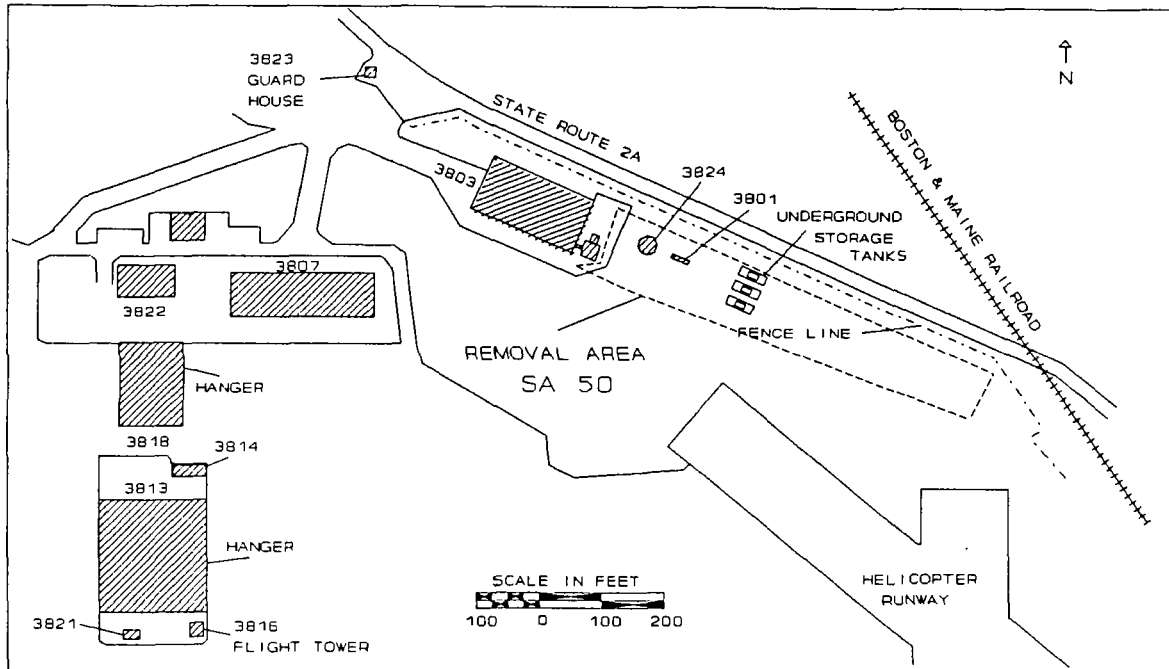 3823
GUARD
HOUSE
N
STATE ROUTE 2A
BOSTON & MAINE RAILROAD
3803
3824
3801
UNDERGROUND
STORAGE
TANKS
3807
3822
FENCE LINE
REMOVAL AREA
SA 50
HANGER
3818
3814
3813
HANGER
SCALE IN FEET
100 0 100 200
HELICOPTER
RUNWAY
3821
3816
FLIGHT TOWER